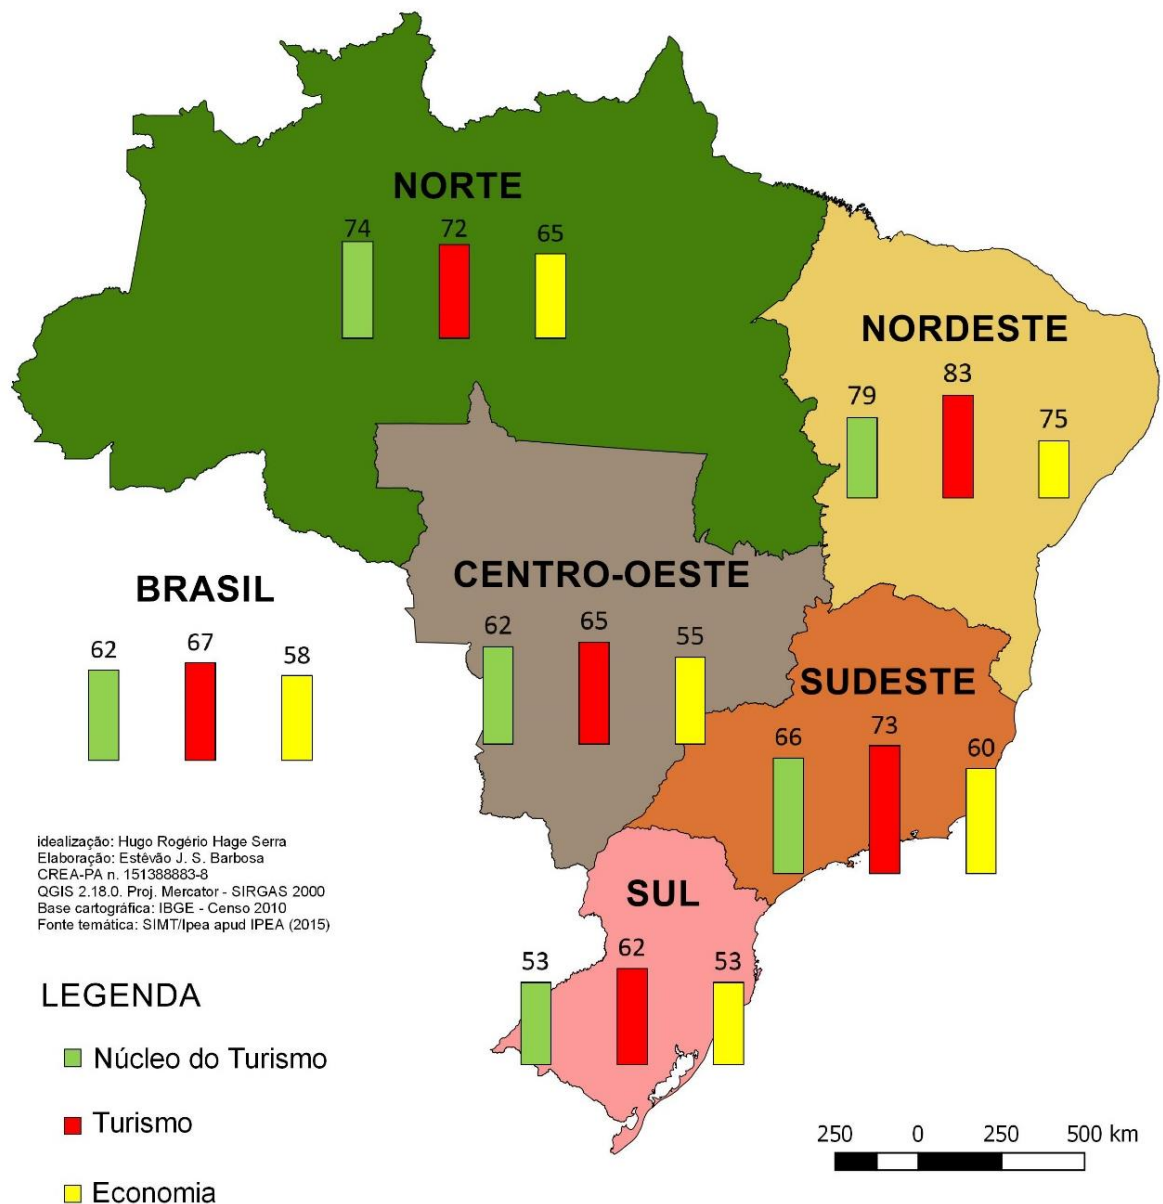 NORTE
74 72 65
NORDESTE
79 83 75
CENTRO-OESTE
62 65 55
BRASIL
62 67 58
SUDESTE
66 73 60
idealização: Hugo Rogério Hage Serra
Elaboração: Estêvão J. S. Barbosa
CREA-PA n. 151388883-8
QGIS 2.18.0. Proj. Mercator - SIRGAS 2000
Base cartográfica: IBGE - Censo 2010
Fonte temática: SIMT/Ipea apud IPEA (2015)
SUL
53 62 53
LEGENDA
Núcleo do Turismo
Turismo
Economia
250 0 250 500 km